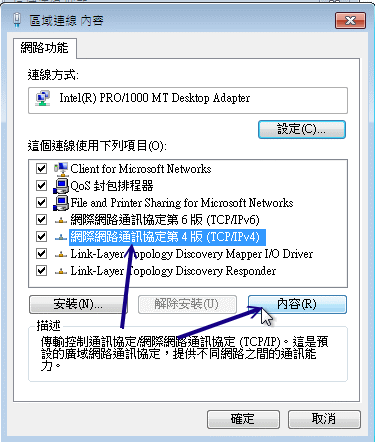 區域連線 內容
網路功能
連線方式:
Intel(R) PRO/1000 MT Desktop Adapter
設定(C)...
這個連線使用下列項目(O):
Client for Microsoft Networks
QoS 封包排程器
File and Printer Sharing for Microsoft Networks
網際網路通訊協定第 6 版 (TCP/IPv6)
網際網路通訊協定第 4 版 (TCP/IPv4)
Link-Layer Topology Discovery Mapper I/O Driver
Link-Layer Topology Discovery Responder
安裝(N)... 解除安裝(U) 內容(R)
描述
傳輸控制通訊協定/網際網路通訊協定 (TCP/IP)。這是預
設的廣域網路通訊協定，提供不同網路之間的通訊能
力。
確定 取消